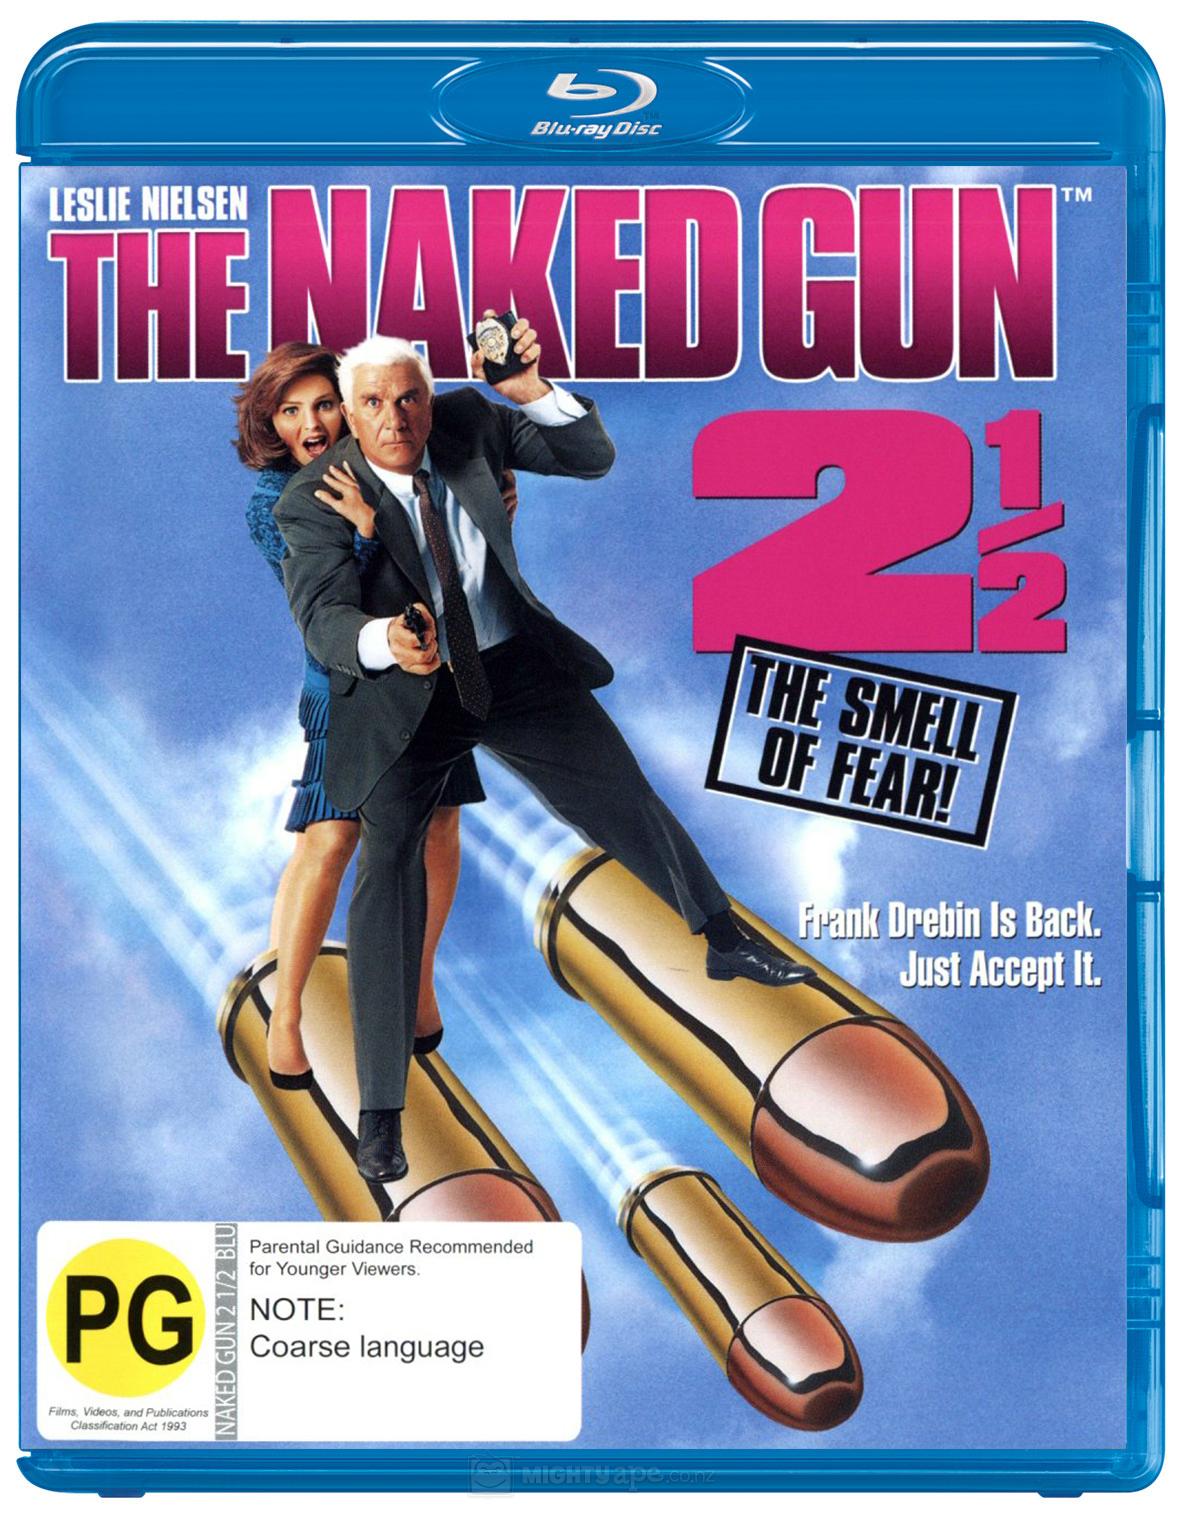 Blu-ray Disc™
LESLIE NIELSEN
THE NAKED GUN™
2 1/2
THE SMELL
OF FEAR!
Frank Drebin Is Back.
Just Accept It.
PG
Films, Videos, and Publications
Classification Act 1993
NAKED GUN 2 1/2 BLU
Parental Guidance Recommended
for Younger Viewers.
NOTE:
Coarse language
MIGHTYape.co.nz